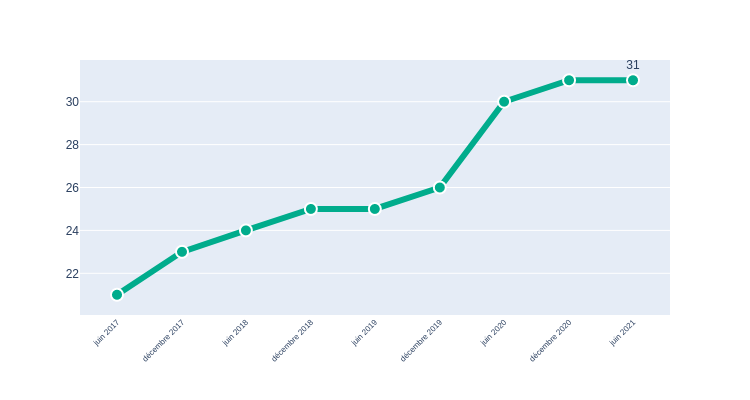 31
30
28
26
24
22
juin 2017
décembre 2017
juin 2018
décembre 2018
juin 2019
décembre 2019
juin 2020
décembre 2020
juin 2021